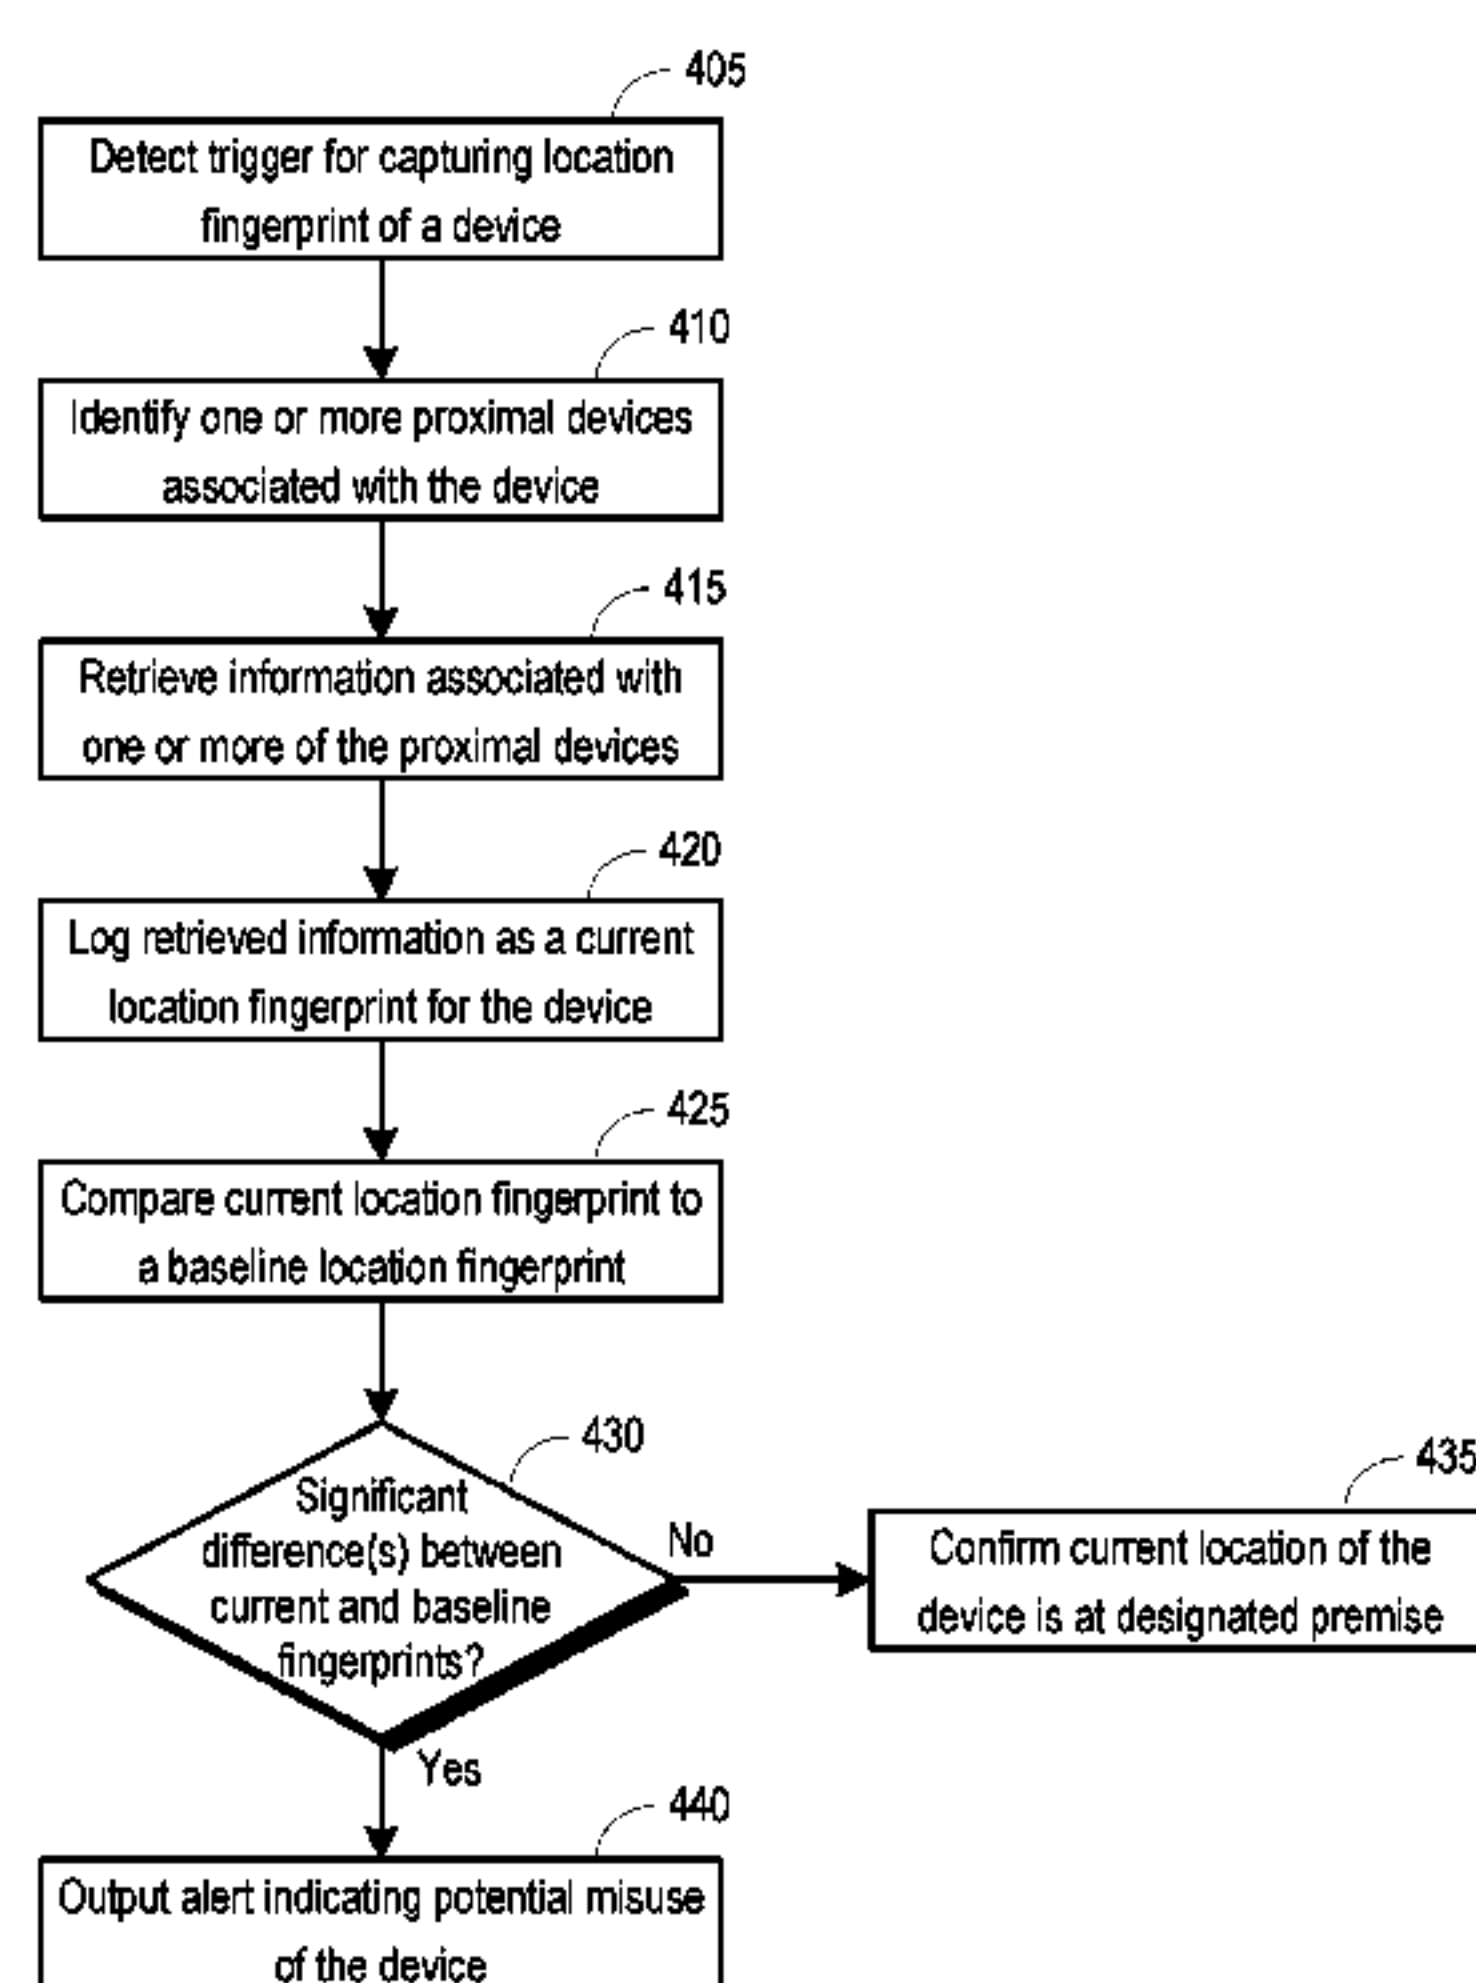 405
Detect trigger for capturing location
fingerprint of a device
410
Identify one or more proximal devices
associated with the device
415
Retrieve information associated with
one or more of the proximal devices
420
Log retrieved information as a current
location fingerprint for the device
425
Compare current location fingerprint to
a baseline location fingerprint
430
Significant
difference(s) between
current and baseline
fingerprints?
No
435
Confirm current location of the
device is at designated premise
Yes
440
Output alert indicating potential misuse
of the device